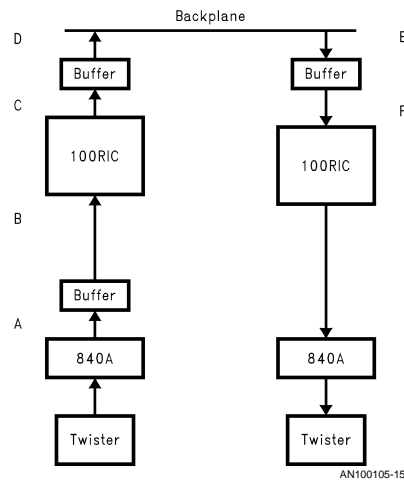 Backplane
D
E
Buffer
Buffer
C
F
100RIC
100RIC
B
Buffer
A
840A
840A
Twister
Twister
AN100105-15